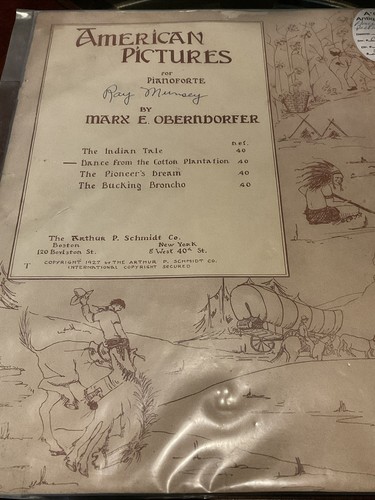 American
Pictures
for
Pianoforte
Ray Munsey
by
Marx E. Oberndorfer
net.
The Indian Tale 40
Dance from the Cotton Plantation 40
The Pioneer's Dream 40
The Bucking Broncho 40
The Arthur P. Schmidt Co.
Boston New York
120 Boylston St. 8 West 40th St.
T COPYRIGHT 1927 by THE ARTHUR P. SCHMIDT CO.
INTERNATIONAL COPYRIGHT SECURED